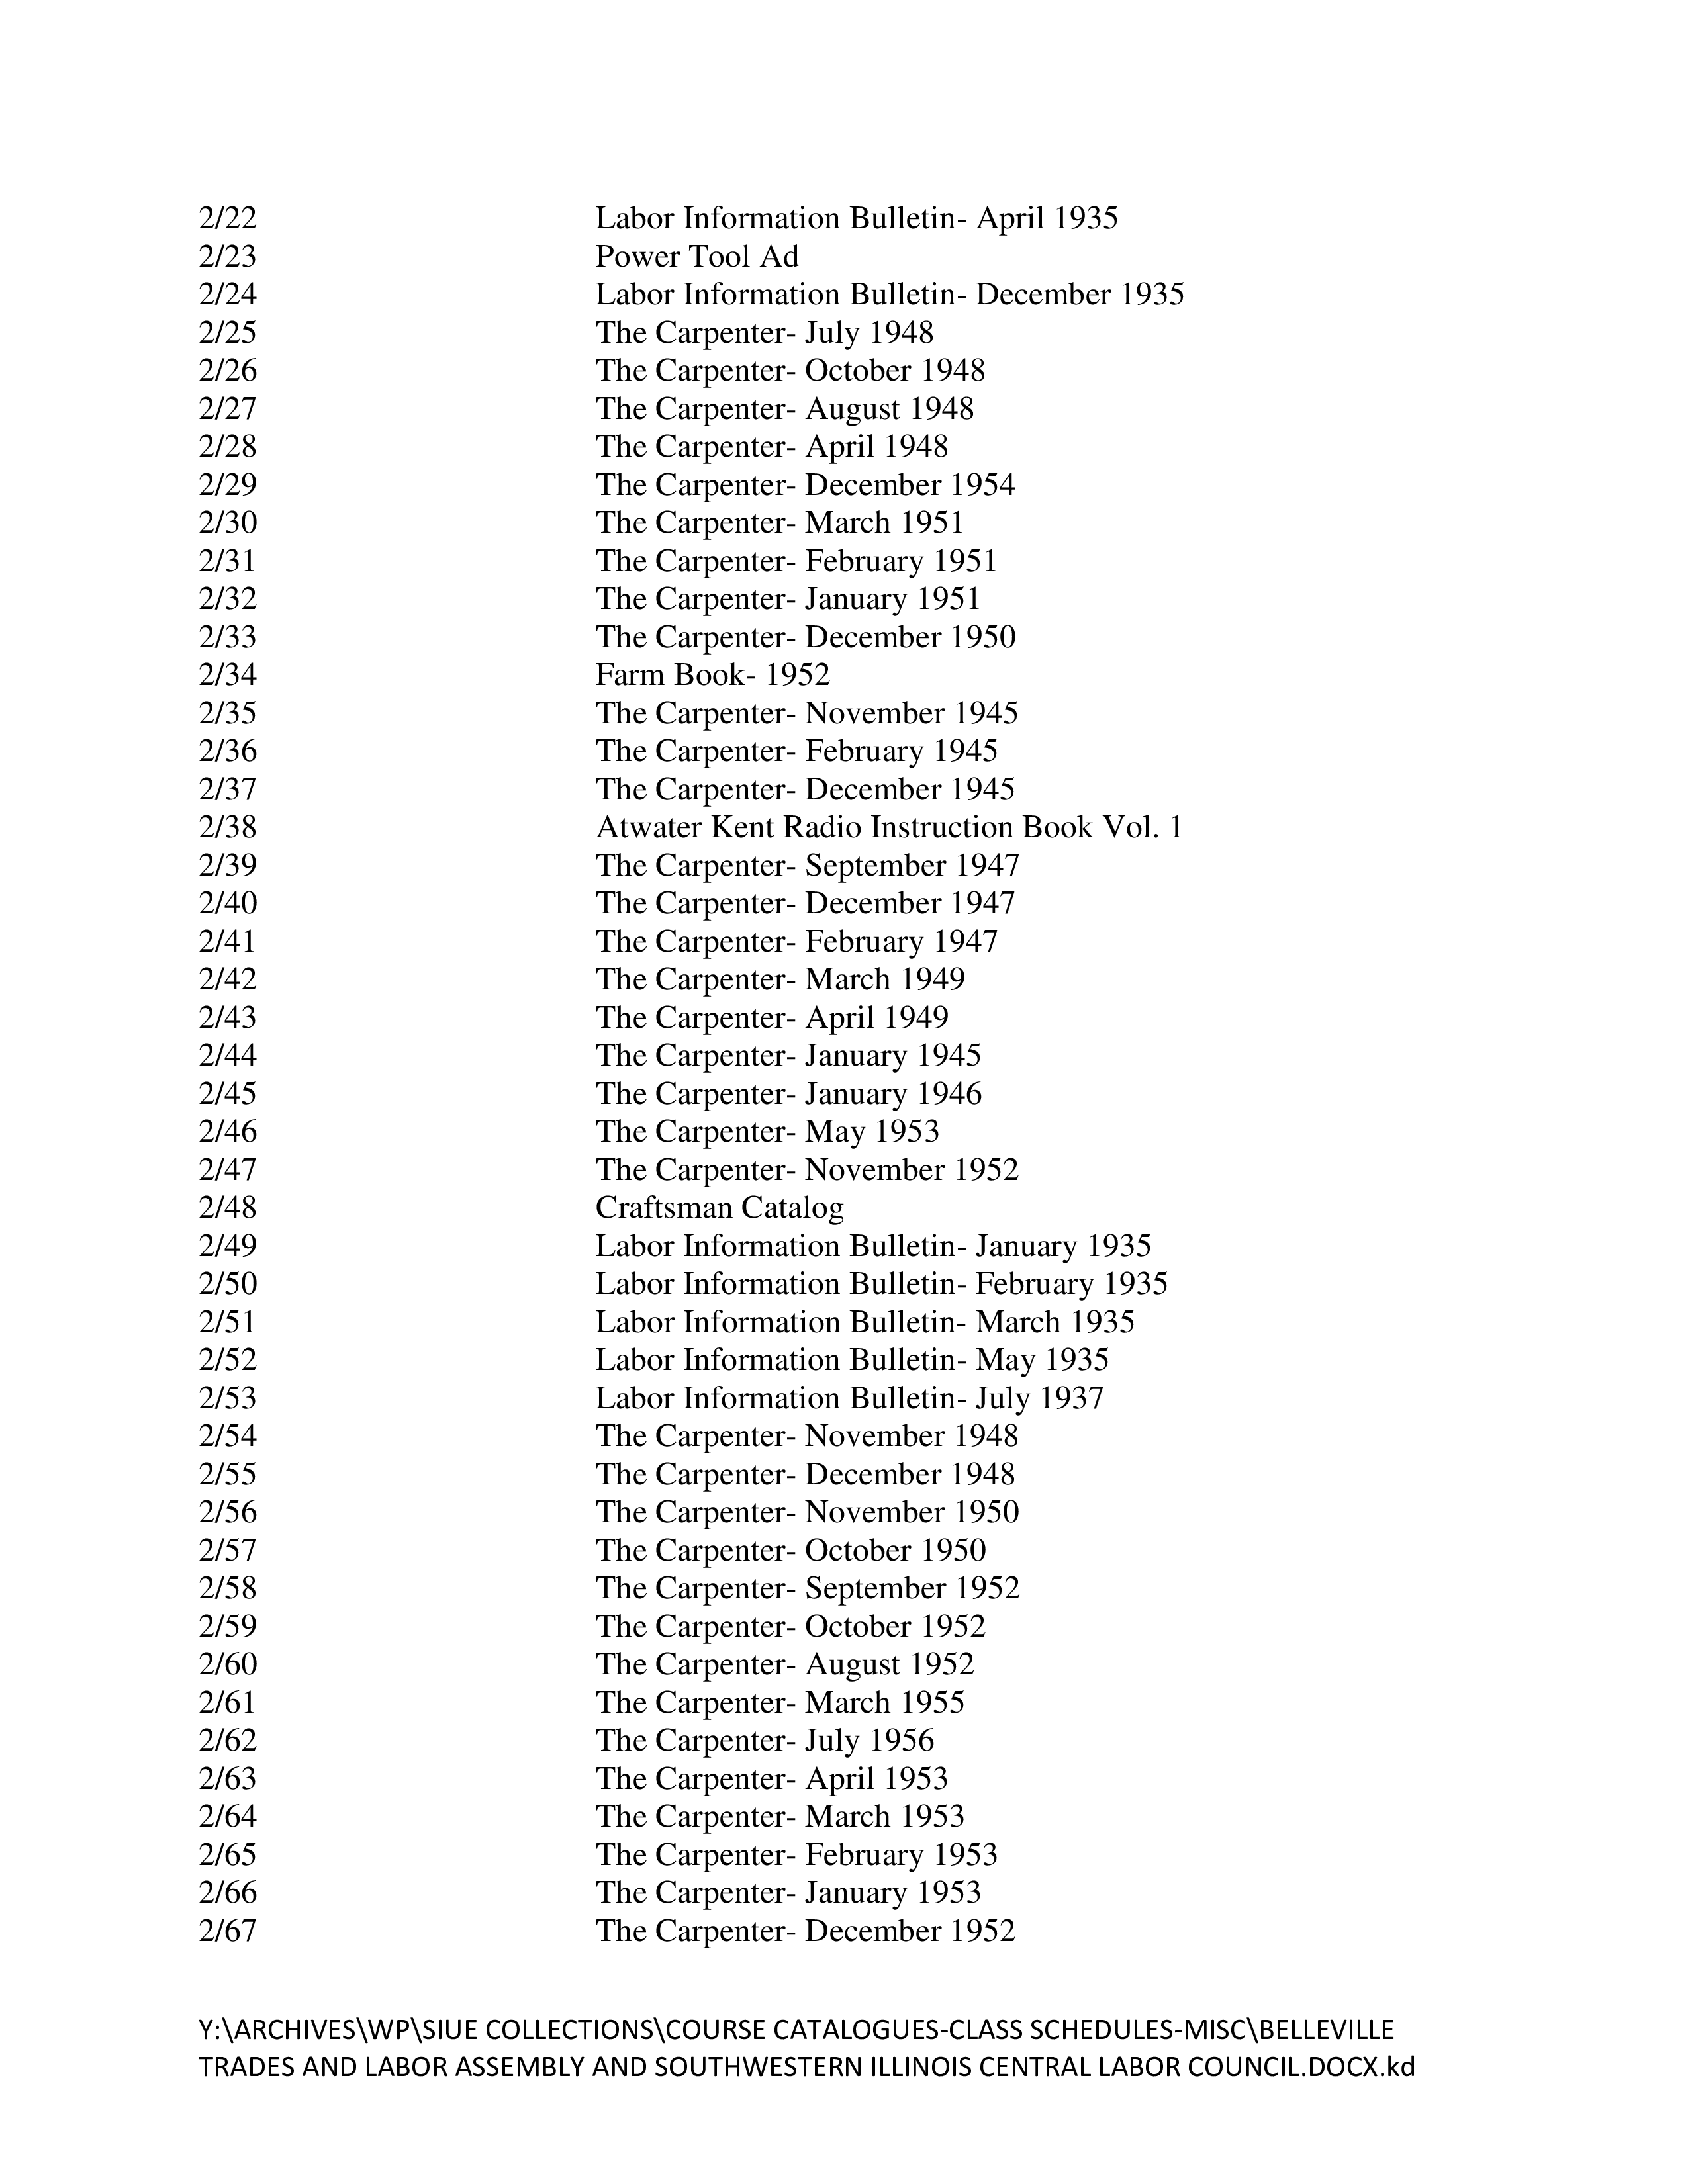 2/22 Labor Information Bulletin- April 1935
2/23 Power Tool Ad
2/24 Labor Information Bulletin- December 1935
2/25 The Carpenter- July 1948
2/26 The Carpenter- October 1948
2/27 The Carpenter- August 1948
2/28 The Carpenter- April 1948
2/29 The Carpenter- December 1954
2/30 The Carpenter- March 1951
2/31 The Carpenter- February 1951
2/32 The Carpenter- January 1951
2/33 The Carpenter- December 1950
2/34 Farm Book- 1952
2/35 The Carpenter- November 1945
2/36 The Carpenter- February 1945
2/37 The Carpenter- December 1945
2/38 Atwater Kent Radio Instruction Book Vol. 1
2/39 The Carpenter- September 1947
2/40 The Carpenter- December 1947
2/41 The Carpenter- February 1947
2/42 The Carpenter- March 1949
2/43 The Carpenter- April 1949
2/44 The Carpenter- January 1945
2/45 The Carpenter- January 1946
2/46 The Carpenter- May 1953
2/47 The Carpenter- November 1952
2/48 Craftsman Catalog
2/49 Labor Information Bulletin- January 1935
2/50 Labor Information Bulletin- February 1935
2/51 Labor Information Bulletin- March 1935
2/52 Labor Information Bulletin- May 1935
2/53 Labor Information Bulletin- July 1937
2/54 The Carpenter- November 1948
2/55 The Carpenter- December 1948
2/56 The Carpenter- November 1950
2/57 The Carpenter- October 1950
2/58 The Carpenter- September 1952
2/59 The Carpenter- October 1952
2/60 The Carpenter- August 1952
2/61 The Carpenter- March 1955
2/62 The Carpenter- July 1956
2/63 The Carpenter- April 1953
2/64 The Carpenter- March 1953
2/65 The Carpenter- February 1953
2/66 The Carpenter- January 1953
2/67 The Carpenter- December 1952
Y:\ARCHIVES\WP\SIUE COLLECTIONS\COURSE CATALOGUES-CLASS SCHEDULES-MISC\BELLEVILLE
TRADES AND LABOR ASSEMBLY AND SOUTHWESTERN ILLINOIS CENTRAL LABOR COUNCIL.DOCX.kd